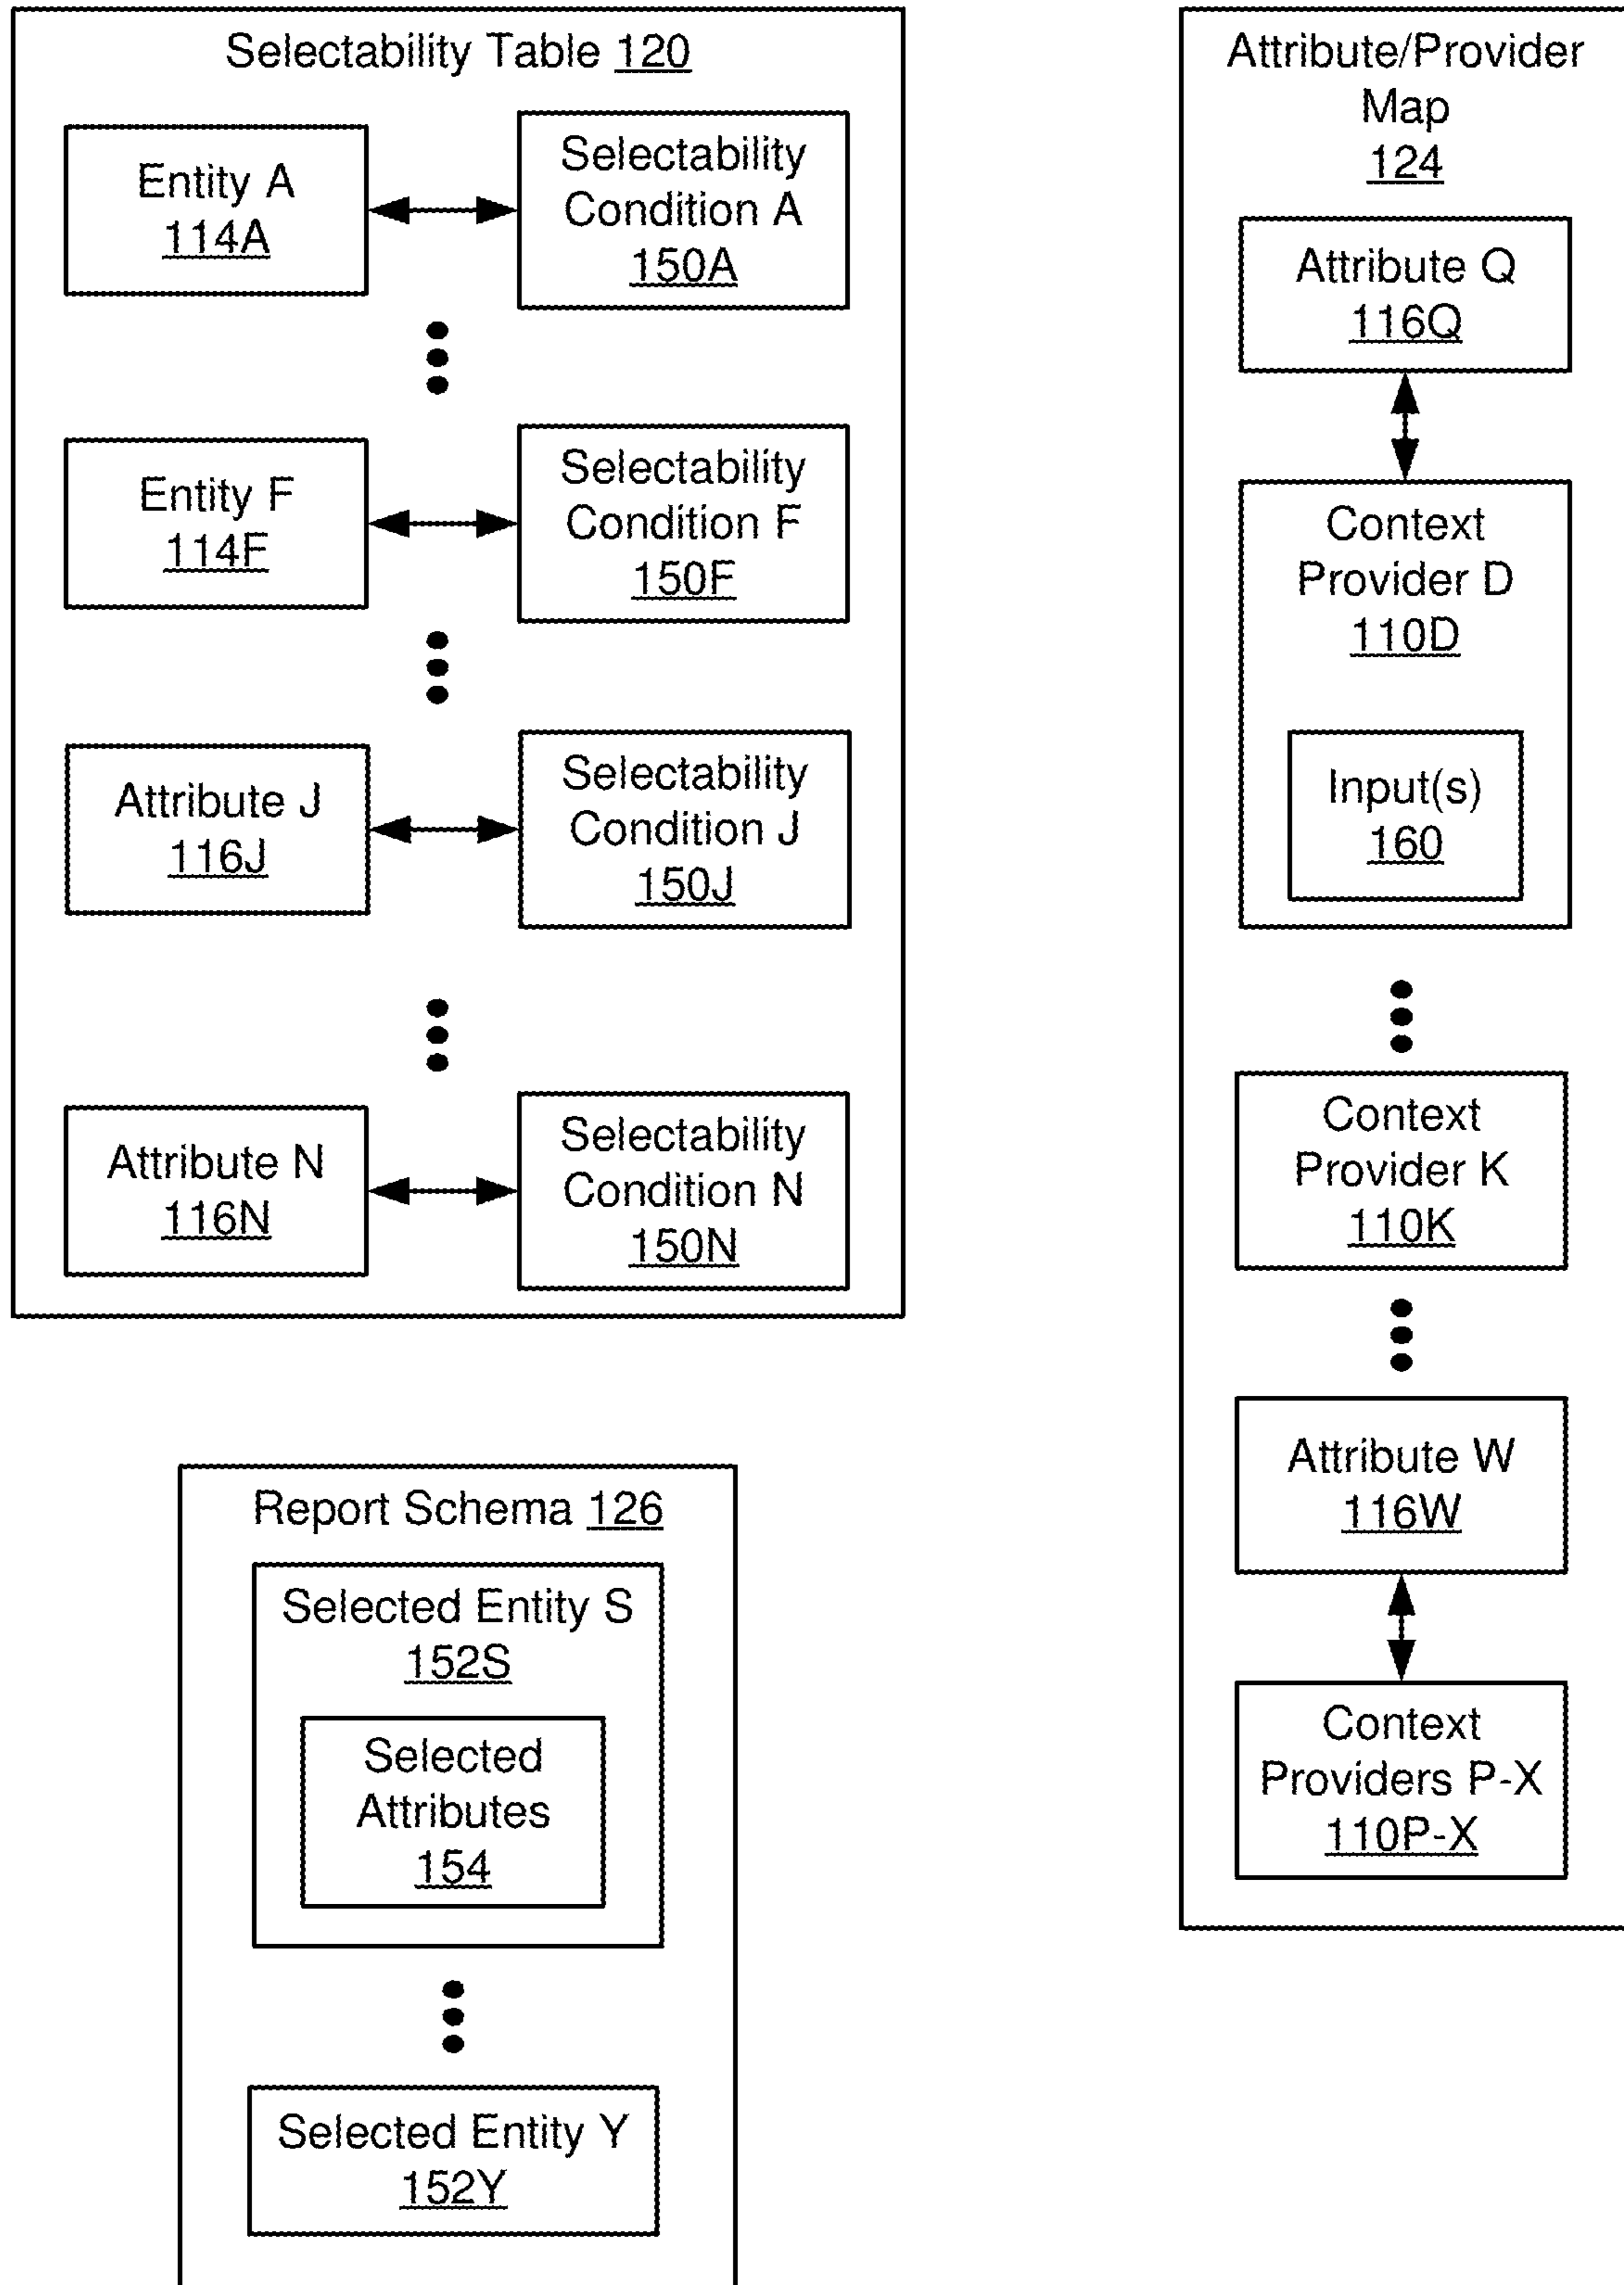 Selectability Table 120
Entity A
114A
Selectability
Condition A
150A
Entity F
114F
Selectability
Condition F
150F
Attribute J
116J
Selectability
Condition J
150J
Attribute N
116N
Selectability
Condition N
150N
Report Schema 126
Selected Entity S
152S
Selected
Attributes
154
Selected Entity Y
152Y
Attribute/Provider
Map
124
Attribute Q
116Q
Context
Provider D
110D
Input(s)
160
Context
Provider K
110K
Attribute W
116W
Context
Providers P-X
110P-X